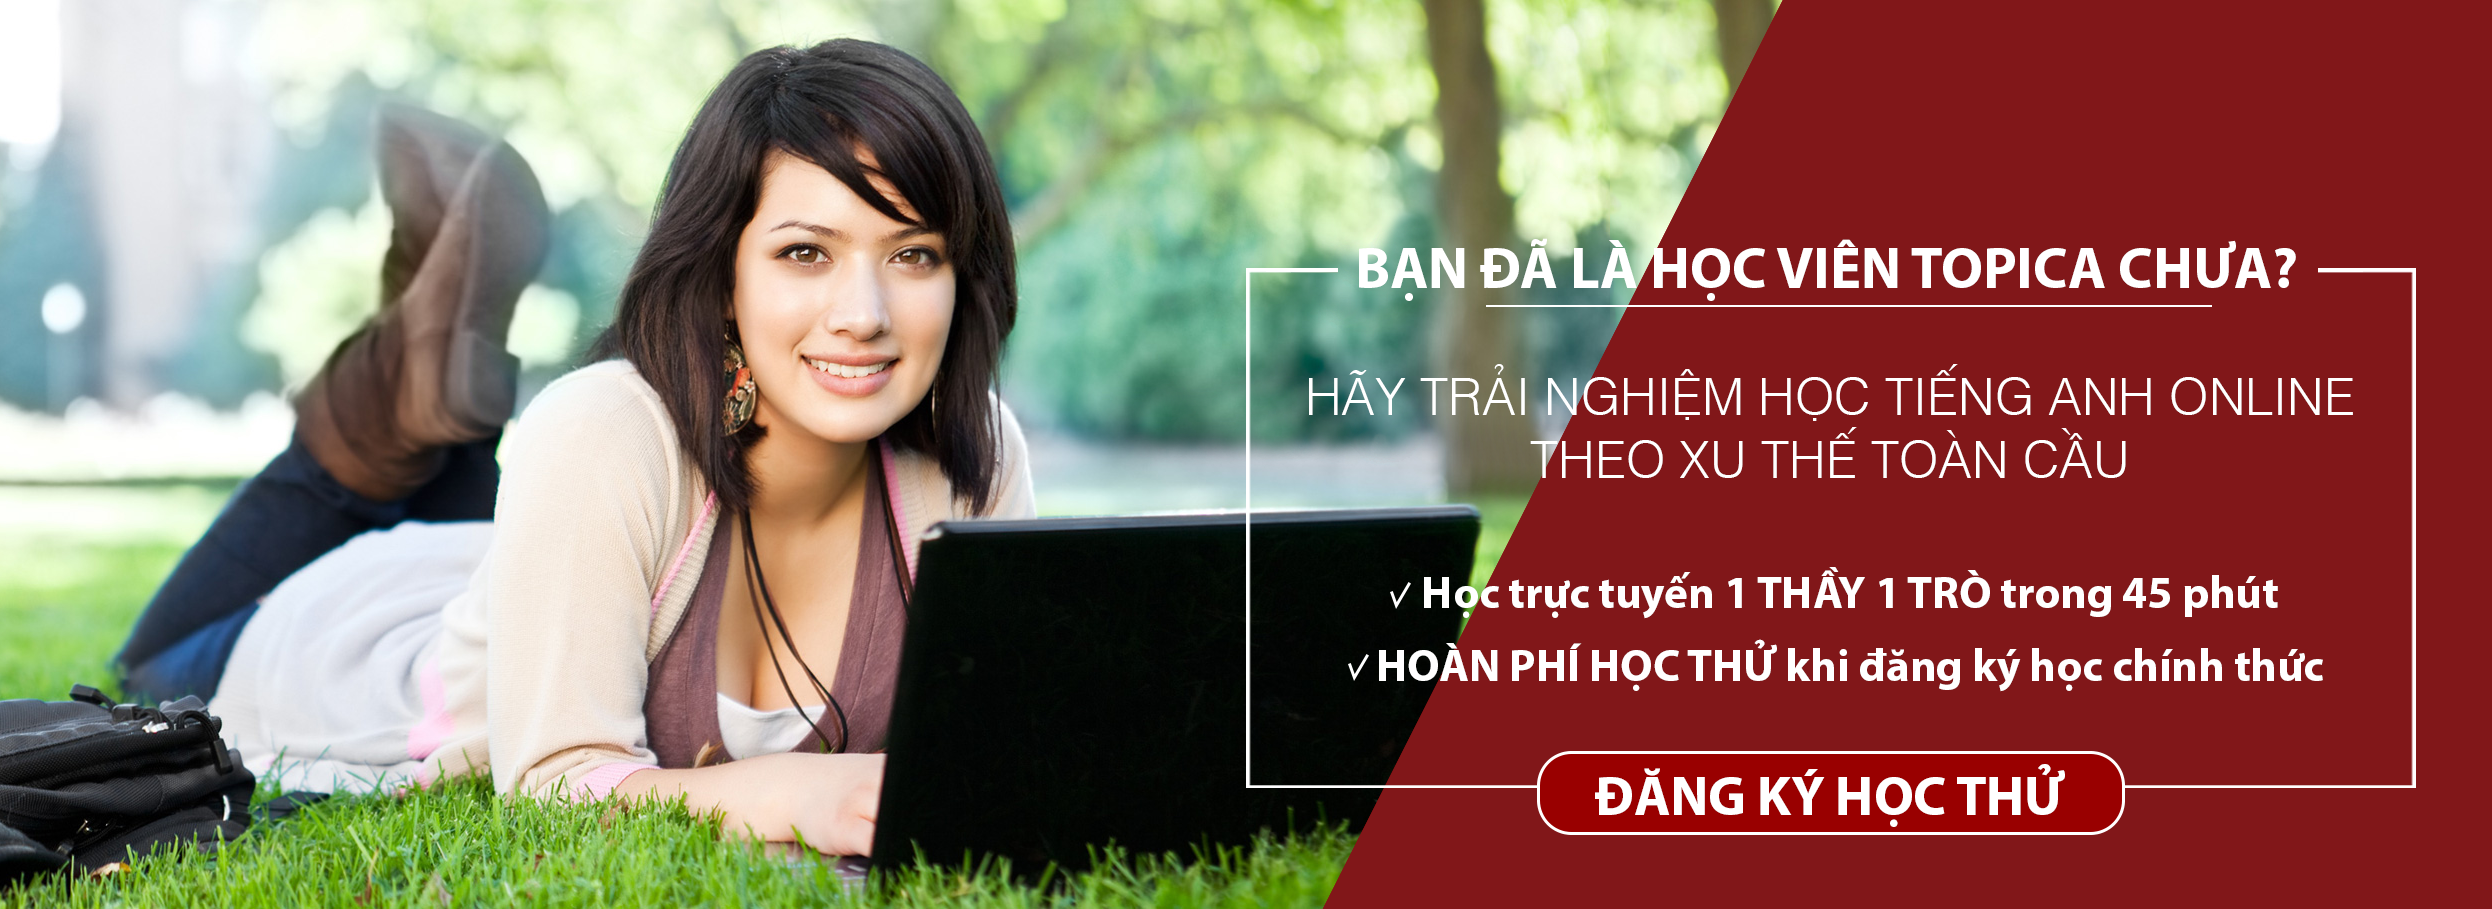 BẠN ĐÃ LÀ HỌC VIÊN TOPICA CHƯA?
HÃY TRẢI NGHIỆM HỌC TIẾNG ANH ONLINE
THEO XU THẾ TOÀN CẦU
✓ Học trực tuyến 1 THẦY 1 TRÒ trong 45 phút
✓ HOÀN PHÍ HỌC THỬ khi đăng ký học chính thức
ĐĂNG KÝ HỌC THỬ